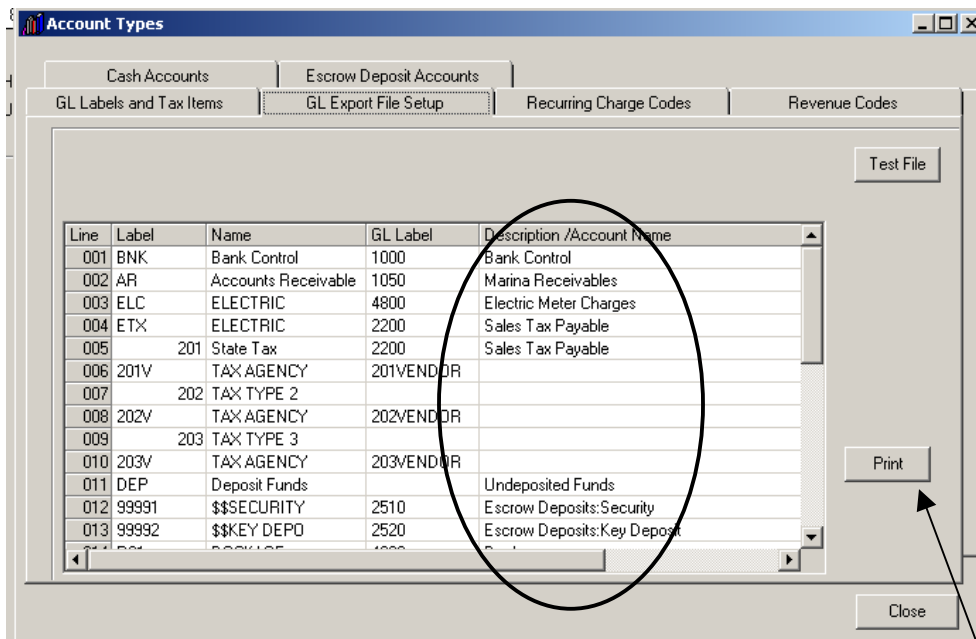 Account Types
Cash Accounts Escrow Deposit Accounts
GL Labels and Tax Items GL Export File Setup Recurring Charge Codes Revenue Codes
Test File
Line Label Name GL Label Description /Account Name
001 BNK Bank Control 1000 Bank Control
002 AR Accounts Receivable 1050 Marina Receivables
003 ELC ELECTRIC 4800 Electric Meter Charges
004 ETX ELECTRIC 2200 Sales Tax Payable
005 201 State Tax 2200 Sales Tax Payable
006 201V TAX AGENCY 201VENDOR
007 202 TAX TYPE 2
008 202V TAX AGENCY 202VENDOR
009 203 TAX TYPE 3
010 203V TAX AGENCY 203VENDOR
Print
011 DEP Deposit Funds Undeposited Funds
012 99991 $$SECURITY 2510 Escrow Deposits:Security
013 99992 $$KEY DEPO 2520 Escrow Deposits:Key Deposit
Close